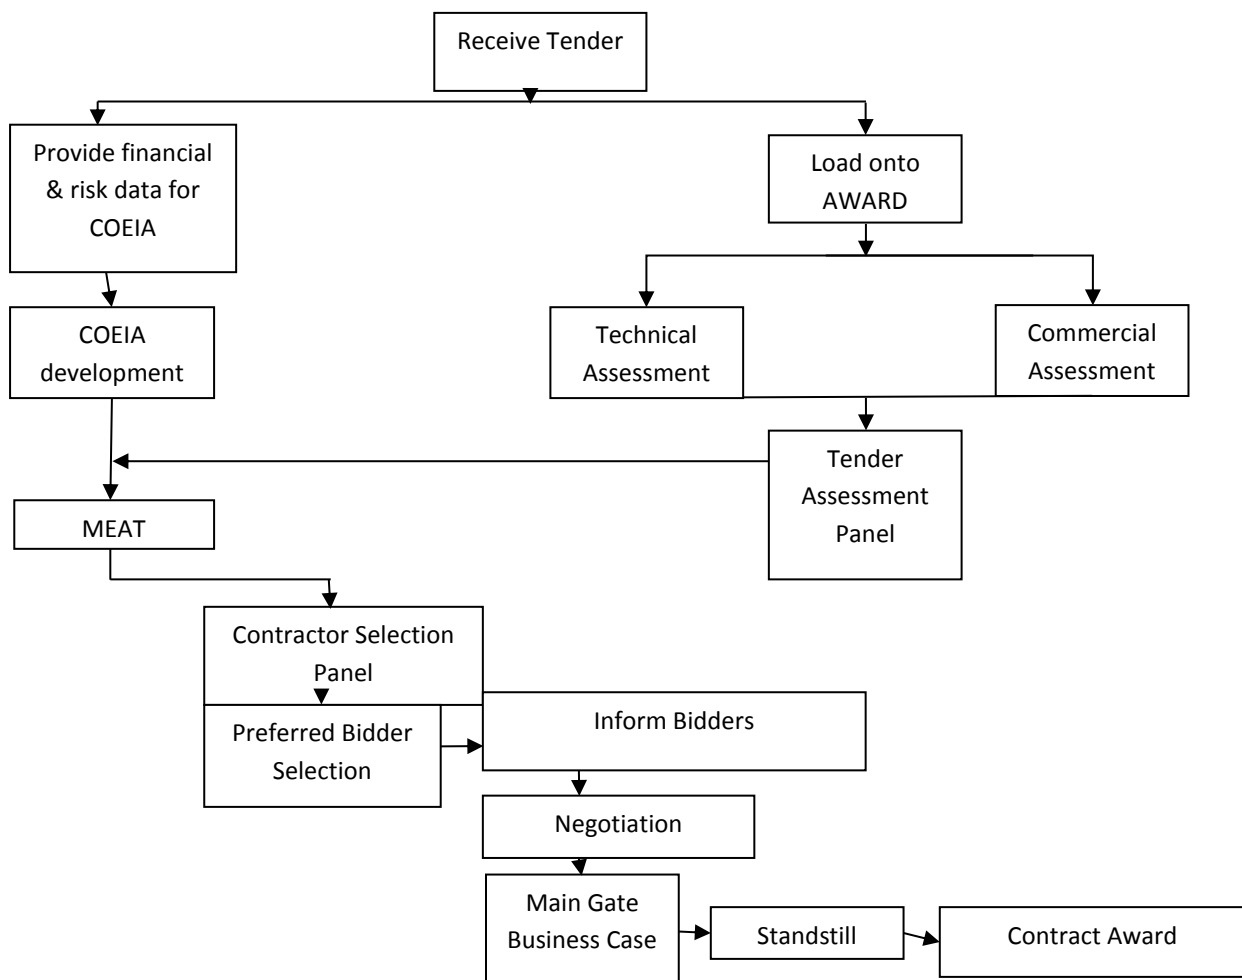 Receive Tender
Provide financial
& risk data for
COEIA
Load onto
AWARD
COEIA
development
Technical
Assessment
Commercial
Assessment
Tender
Assessment
Panel
MEAT
Contractor Selection
Panel
Preferred Bidder
Selection
Inform Bidders
Negotiation
Main Gate
Business Case
Standstill
Contract Award